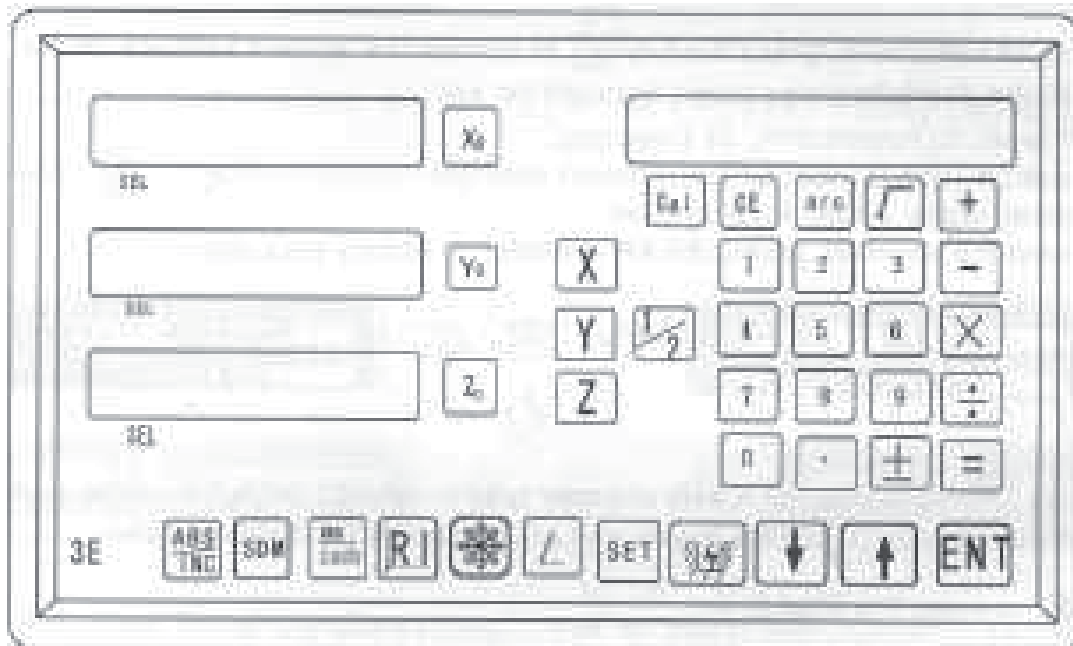 X₀
SEL
Cal CE arc √ +
Y₀ X 1 2 3 -
SEL
Y 1/2 4 5 6 X
Z₀ Z 7 8 9 ÷
SEL
0 . ± =
3E ABS/INC SDM RI ∠ SET ↓ ↑ ENT